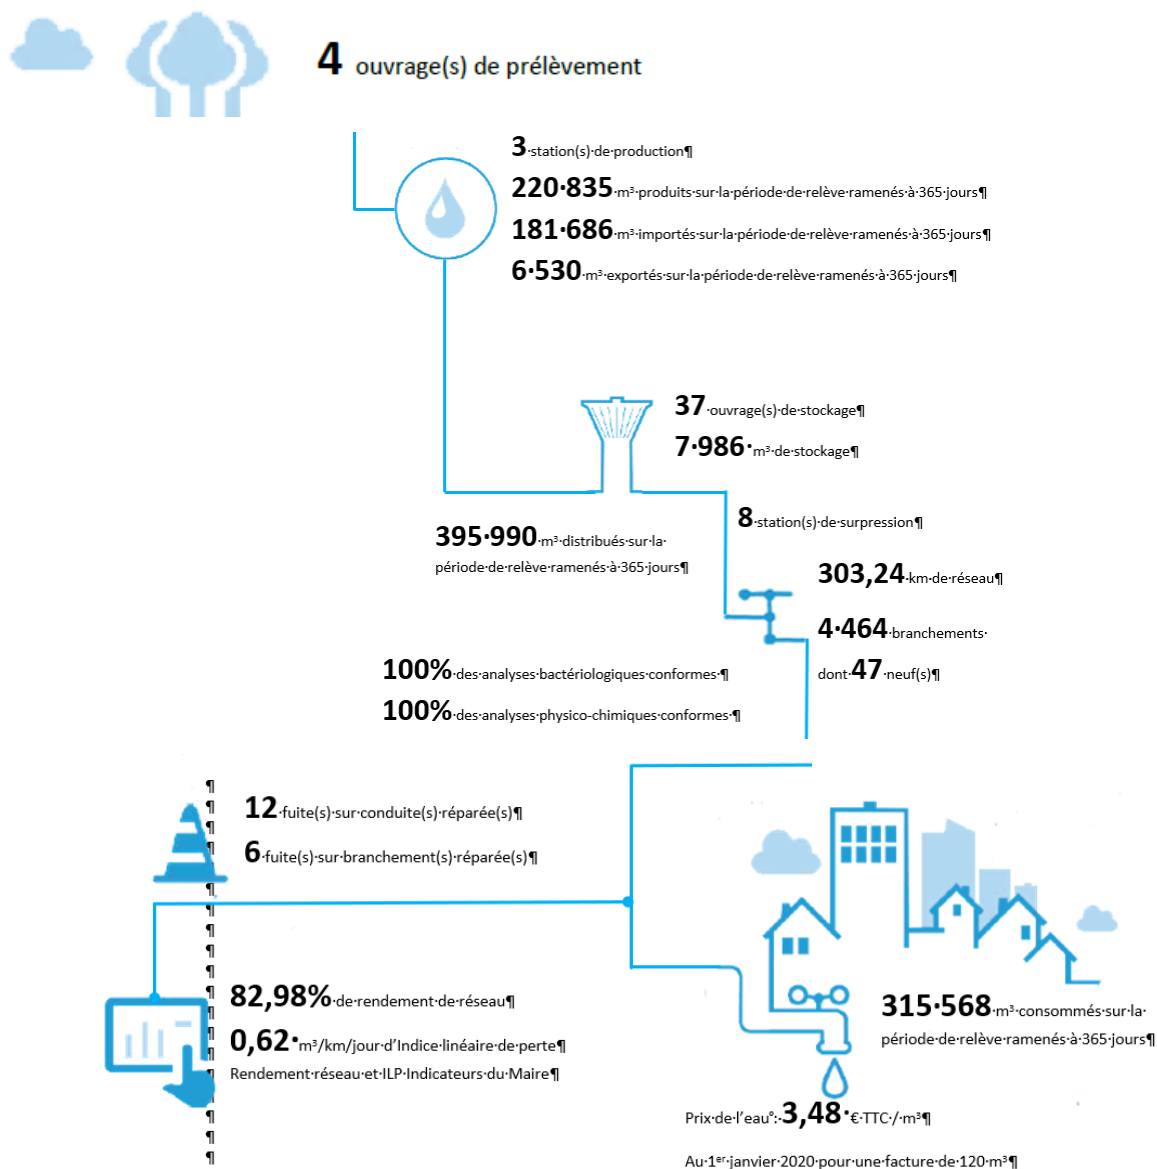 4 ouvrage(s) de prélèvement
3·station(s)·de·production¶
220·835·m³·produits·sur·la·période·de·relève·ramenés·à·365·jours¶
181·686·m³·importés·sur·la·période·de·relève·ramenés·à·365·jours¶
6·530·m³·exportés·sur·la·période·de·relève·ramenés·à·365·jours¶
37·ouvrage(s)·de·stockage¶
7·986·m³·de·stockage¶
8·station(s)·de·surpression¶
395·990·m³·distribués·sur·la·
période·de·relève·ramenés·à·365·jours¶
303,24·km·de·réseau¶
4·464·branchements·
dont·47·neuf(s)¶
100%·des·analyses·bactériologiques·conformes·¶
100%·des·analyses·physico-chimiques·conformes·¶
12·fuite(s)·sur·conduite(s)·réparée(s)¶
6·fuite(s)·sur·branchement(s)·réparée(s)¶
82,98%·de·rendement·de·réseau¶
0,62·m³/km/jour·d'Indice·linéaire·de·perte¶
Rendement·réseau·et·ILP·Indicateurs·du·Maire¶
315·568·m³·consommés·sur·la·
période·de·relève·ramenés·à·365·jours¶
Prix·de·l'eau°:·3,48·€·TTC·/·m³¶
Au·1er·janvier·2020·pour·une·facture·de·120·m³¶